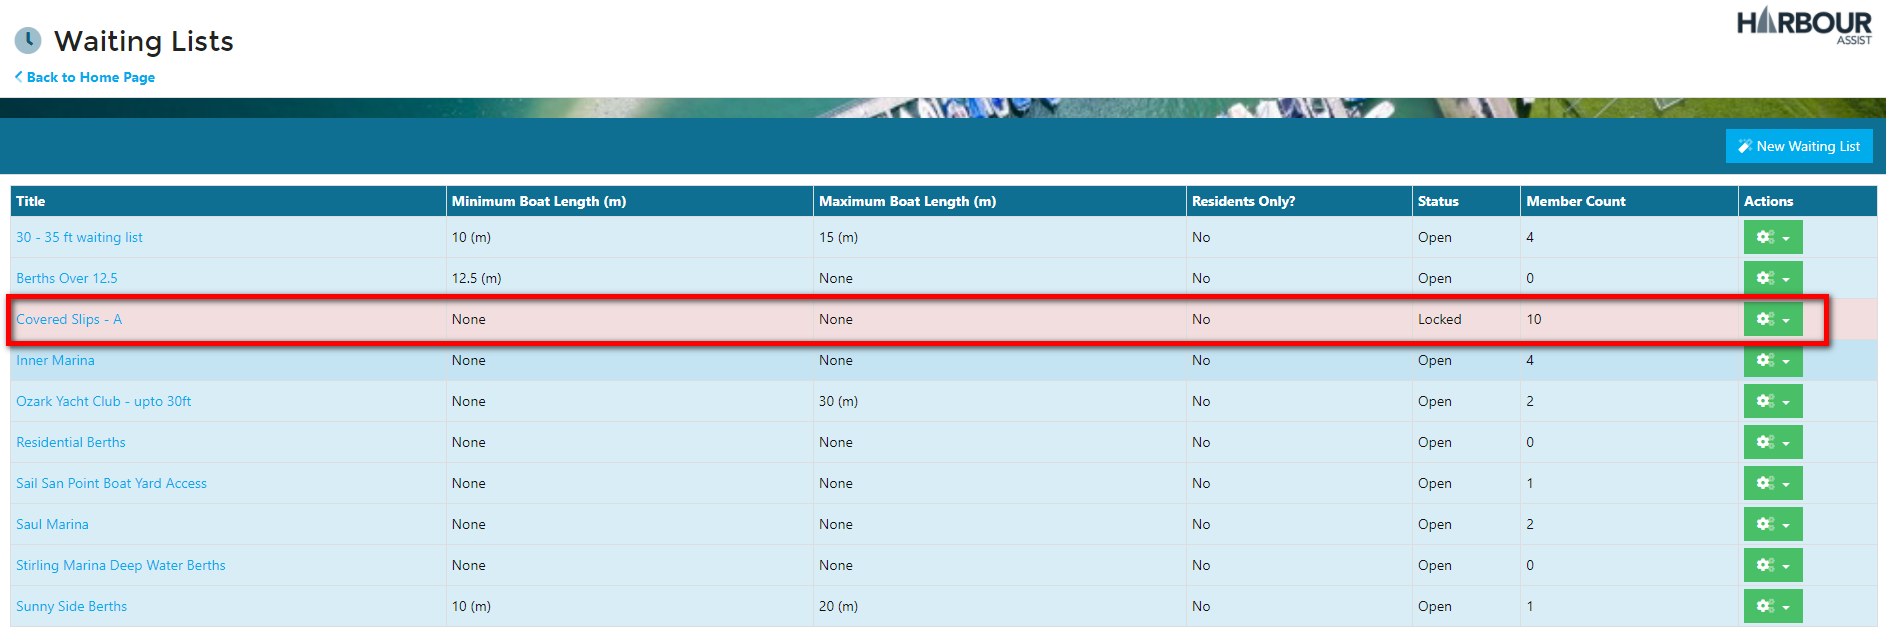 Waiting Lists
HARBOUR
ASSIST
Back to Home Page
New Waiting List
Title Minimum Boat Length (m) Maximum Boat Length (m) Residents Only? Status Member Count Actions
30 - 35 ft waiting list 10 (m) 15 (m) No Open 4
Berths Over 12.5 12.5 (m) None No Open 0
Covered Slips - A None None No Locked 10
Inner Marina None None No Open 4
Ozark Yacht Club - upto 30ft None 30 (m) No Open 2
Residential Berths None None No Open 0
Sail San Point Boat Yard Access None None No Open 1
Saul Marina None None No Open 2
Stirling Marina Deep Water Berths None None No Open 0
Sunny Side Berths 10 (m) 20 (m) No Open 1